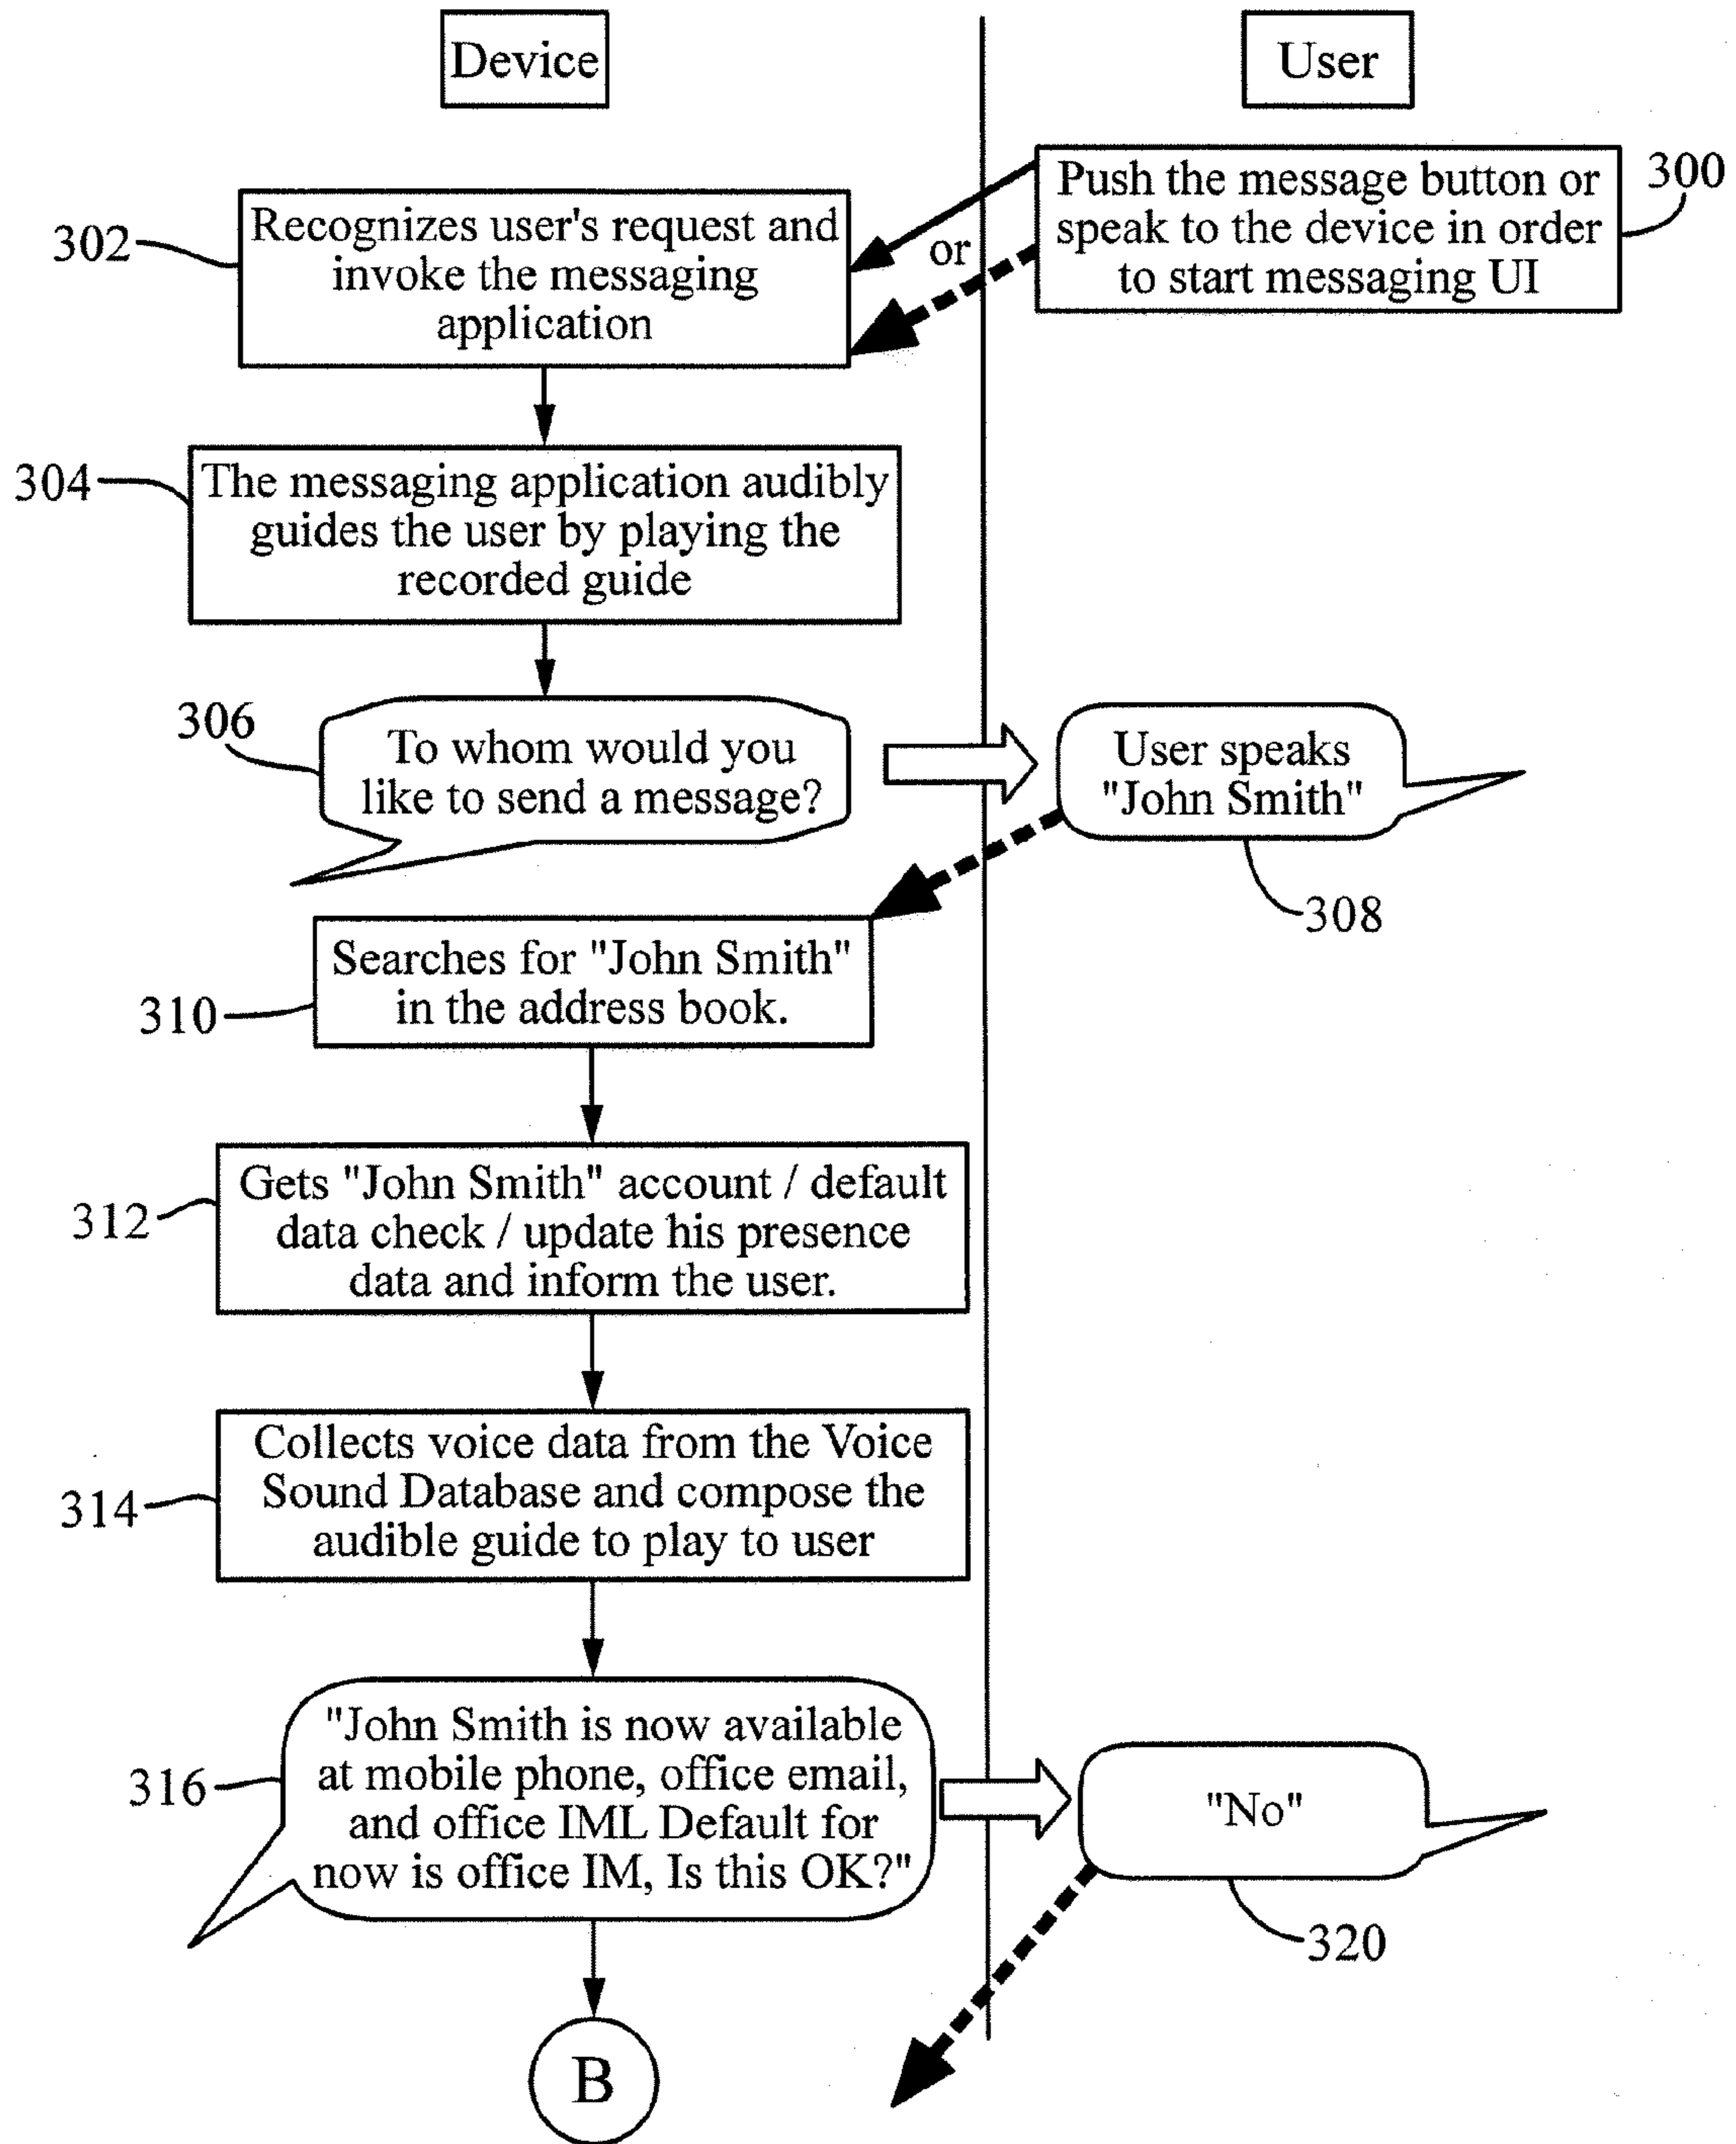 Device
User
Push the message button or
speak to the device in order
to start messaging UI
300
302
Recognizes user's request and
invoke the messaging
application
or
304
The messaging application audibly
guides the user by playing the
recorded guide
306
To whom would you
like to send a message?
User speaks
"John Smith"
308
310
Searches for "John Smith"
in the address book.
312
Gets "John Smith" account / default
data check / update his presence
data and inform the user.
314
Collects voice data from the Voice
Sound Database and compose the
audible guide to play to user
316
"John Smith is now available
at mobile phone, office email,
and office IML Default for
now is office IM, Is this OK?"
"No"
320
B